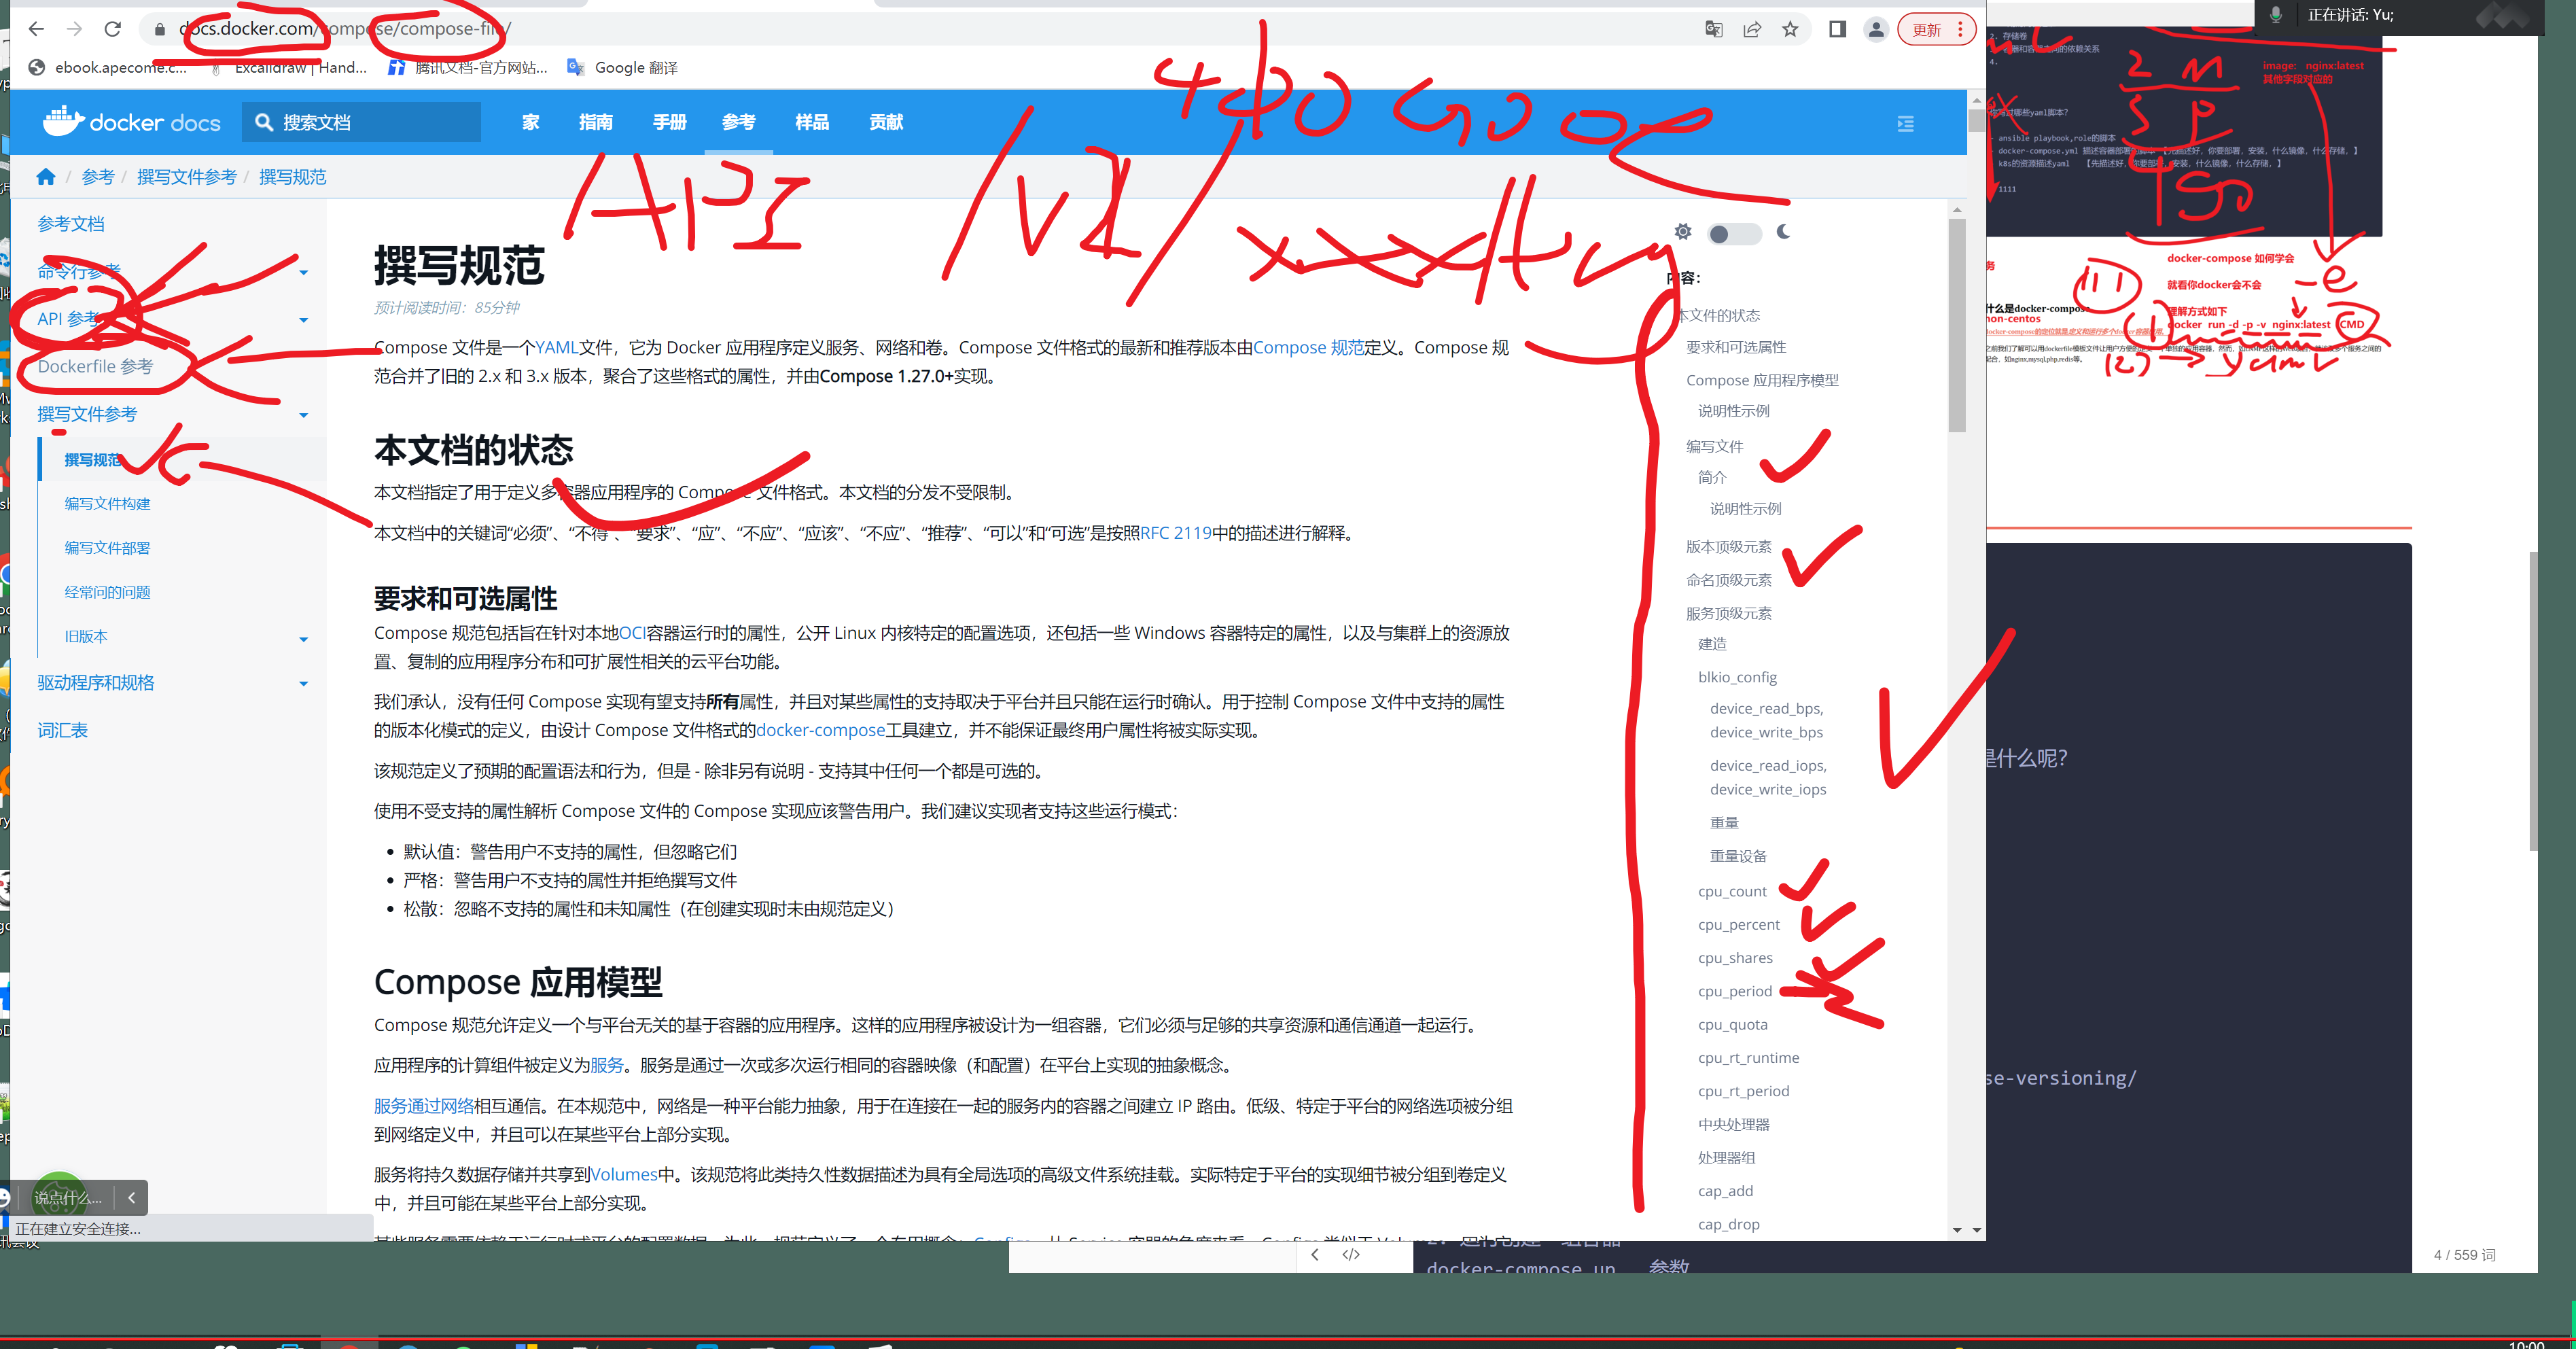 docs.docker.com/compose/compose-file/
更新
正在讲话: Yu;
ebook.apecome.c...
Excalidraw | Hand...
腾讯文档-官方网站...
Google 翻译
docker docs
搜索文档
家
指南
手册
参考
样品
贡献
参考 / 撰写文件参考 / 撰写规范
参考文档
命令行参考
API 参考
Dockerfile 参考
撰写文件参考
撰写规范
编写文件构建
编写文件部署
经常问的问题
旧版本
驱动程序和规格
词汇表
撰写规范
预计阅读时间：85分钟
Compose 文件是一个YAML文件，它为 Docker 应用程序定义服务、网络和卷。Compose 文件格式的最新和推荐版本由Compose 规范定义。Compose 规
范合并了旧的 2.x 和 3.x 版本，聚合了这些格式的属性，并由Compose 1.27.0+实现。
本文档的状态
本文档指定了用于定义多容器应用程序的 Compose 文件格式。本文档的分发不受限制。
本文档中的关键词“必须”、“不得”、“要求”、“应”、“不应”、“应该”、“不应”、“推荐”、“可以”和“可选”是按照RFC 2119中的描述进行解释。
要求和可选属性
Compose 规范包括旨在针对本地OCI容器运行时的属性，公开 Linux 内核特定的配置选项，还包括一些 Windows 容器特定的属性，以及与集群上的资源放
置、复制的应用程序分布和可扩展性相关的云平台功能。
我们承认，没有任何 Compose 实现有望支持所有属性，并且对某些属性的支持取决于平台并且只能在运行时确认。用于控制 Compose 文件中支持的属性
的版本化模式的定义，由设计 Compose 文件格式的docker-compose工具建立，并不能保证最终用户属性将被实际实现。
该规范定义了预期的配置语法和行为，但是 - 除非另有说明 - 支持其中任何一个都是可选的。
使用不受支持的属性解析 Compose 文件的 Compose 实现应该警告用户。我们建议实现者支持这些运行模式：
• 默认值：警告用户不支持的属性，但忽略它们
• 严格：警告用户不支持的属性并拒绝撰写文件
• 松散：忽略不支持的属性和未知属性（在创建实现时未由规范定义）
Compose 应用模型
Compose 规范允许定义一个与平台无关的基于容器的应用程序。这样的应用程序被设计为一组容器，它们必须与足够的共享资源和通信通道一起运行。
应用程序的计算组件被定义为服务。服务是通过一次或多次运行相同的容器映像（和配置）在平台上实现的抽象概念。
服务通过网络相互通信。在本规范中，网络是一种平台能力抽象，用于在连接在一起的服务内的容器之间建立 IP 路由。低级、特定于平台的网络选项被分组
到网络定义中，并且可以在某些平台上部分实现。
服务将持久数据存储并共享到Volumes中。该规范将此类持久性数据描述为具有全局选项的高级文件系统挂载。实际特定于平台的实现细节被分组到卷定义
中，并且可能在某些平台上部分实现。
内容：
本文件的状态
要求和可选属性
Compose 应用程序模型
说明性示例
编写文件
简介
说明性示例
版本顶级元素
命名顶级元素
服务顶级元素
建造
blkio_config
device_read_bps,
device_write_bps
device_read_iops,
device_write_iops
重量
重量设备
cpu_count
cpu_percent
cpu_shares
cpu_period
cpu_quota
cpu_rt_runtime
cpu_rt_period
中央处理器
处理器组
cap_add
cap_drop
API
2. 存储卷
4.
image: nginx:latest
其他字段对应的
ansible playbook,role的脚本
1111
docker-compose 如何学会
就看你docker会不会
理解方式如下
docker run -d -p -v nginx:latest CMD
什么是docker-compose
non-centos
-e
(1)
(2)
yaml
是什么呢?
se-versioning/
docker-compose up 参数
4 / 559 词
说点什么...
正在建立安全连接...
10:00